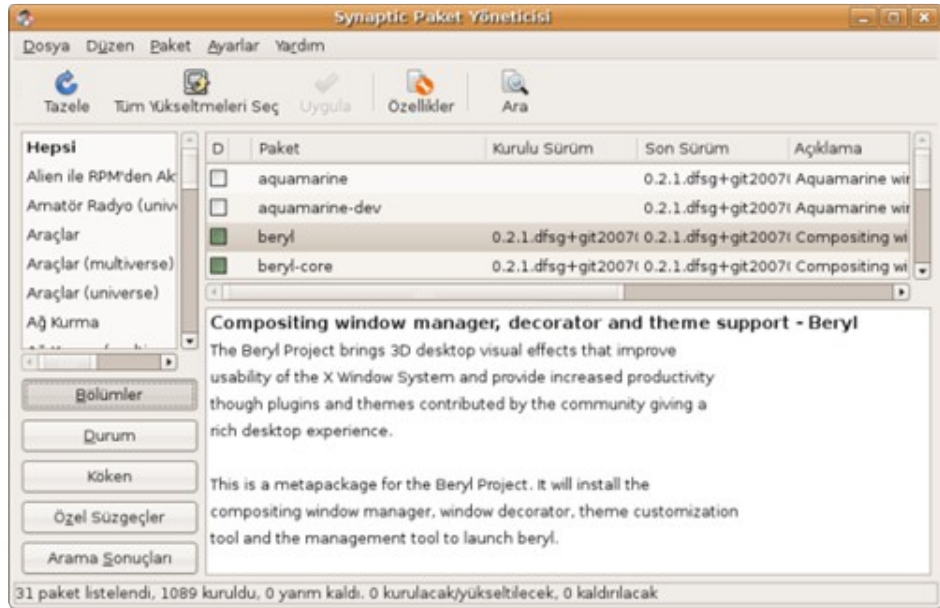 Synaptic Paket Yöneticisi
Dosya Düzen Paket Ayarlar Yardım
Tazele Tüm Yükseltmeleri Seç Uygula Özellikler Ara
Hepsi
Alien ile RPM'den Ak
Amatör Radyo (univ
Araçlar
Araçlar (multiverse)
Araçlar (universe)
Ağ Kurma
Bölümler
Durum
Köken
Özel Süzgeçler
Arama Sonuçları
D Paket Kurulu Sürüm Son Sürüm Açıklama
aquamarine 0.2.1.dfsg+git2007( Aquamarine wir
aquamarine-dev 0.2.1.dfsg+git2007( Aquamarine wir
beryl 0.2.1.dfsg+git2007( 0.2.1.dfsg+git2007( Compositing wi
beryl-core 0.2.1.dfsg+git2007( 0.2.1.dfsg+git2007( Compositing wi
Compositing window manager, decorator and theme support - Beryl
The Beryl Project brings 3D desktop visual effects that improve
usability of the X Window System and provide increased productivity
though plugins and themes contributed by the community giving a
rich desktop experience.
This is a metapackage for the Beryl Project. It will install the
compositing window manager, window decorator, theme customization
tool and the management tool to launch beryl.
31 paket listelendi, 1089 kuruldu, 0 yarım kaldı. 0 kurulacak/yükseltilecek, 0 kaldırılacak